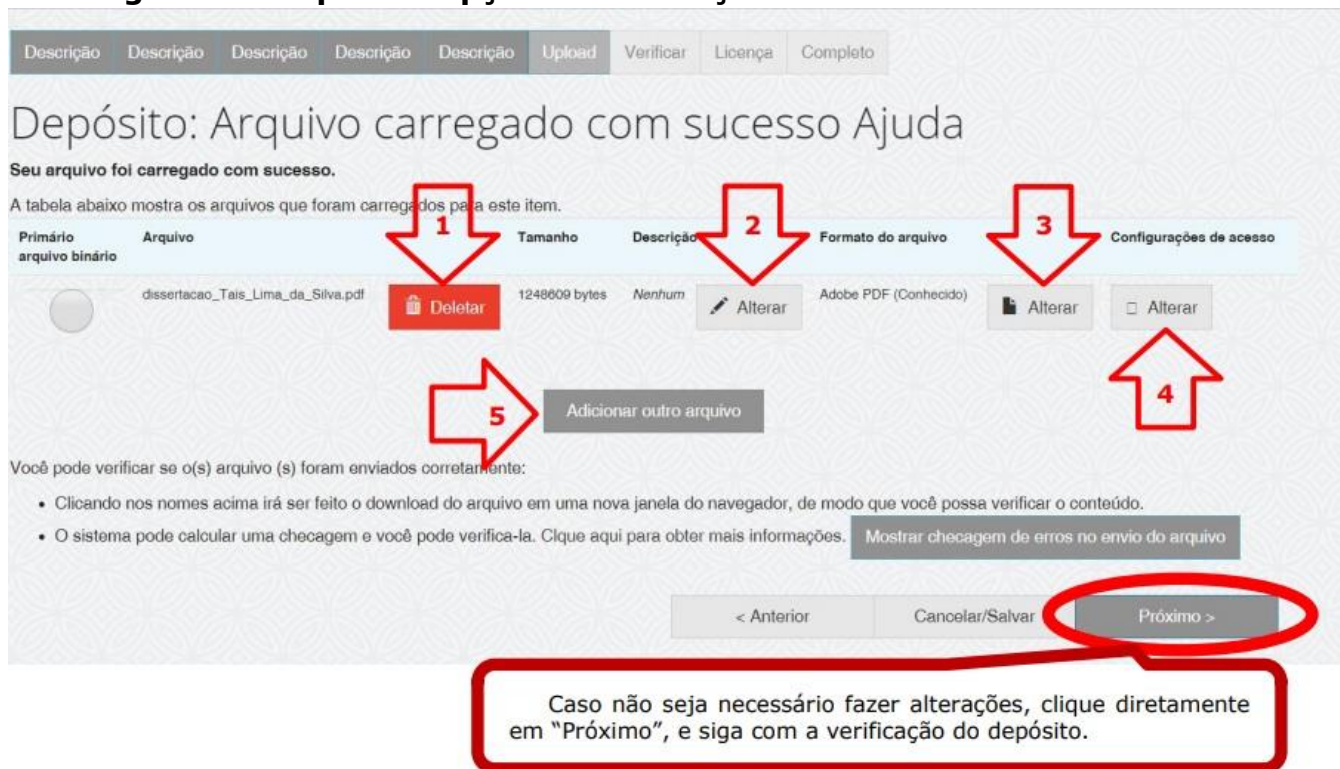 Descrição Descrição Descrição Descrição Descrição Upload Verificar Licença Completo
Depósito: Arquivo carregado com sucesso Ajuda
Seu arquivo foi carregado com sucesso.
A tabela abaixo mostra os arquivos que foram carregados para este item.
Primário arquivo binário Arquivo Tamanho Descrição Formato do arquivo Configurações de acesso
1 2 3
dissertacao_Tais_Lima_da_Silva.pdf Deletar 1248609 bytes Nenhum Alterar Adobe PDF (Conhecido) Alterar Alterar
4
5 Adicionar outro arquivo
Você pode verificar se o(s) arquivo (s) foram enviados corretamente:
• Clicando nos nomes acima irá ser feito o download do arquivo em uma nova janela do navegador, de modo que você possa verificar o conteúdo.
• O sistema pode calcular uma checagem e você pode verifica-la. Clque aqui para obter mais informações. Mostrar checagem de erros no envio do arquivo
< Anterior Cancelar/Salvar Próximo >
Caso não seja necessário fazer alterações, clique diretamente
em “Próximo”, e siga com a verificação do depósito.